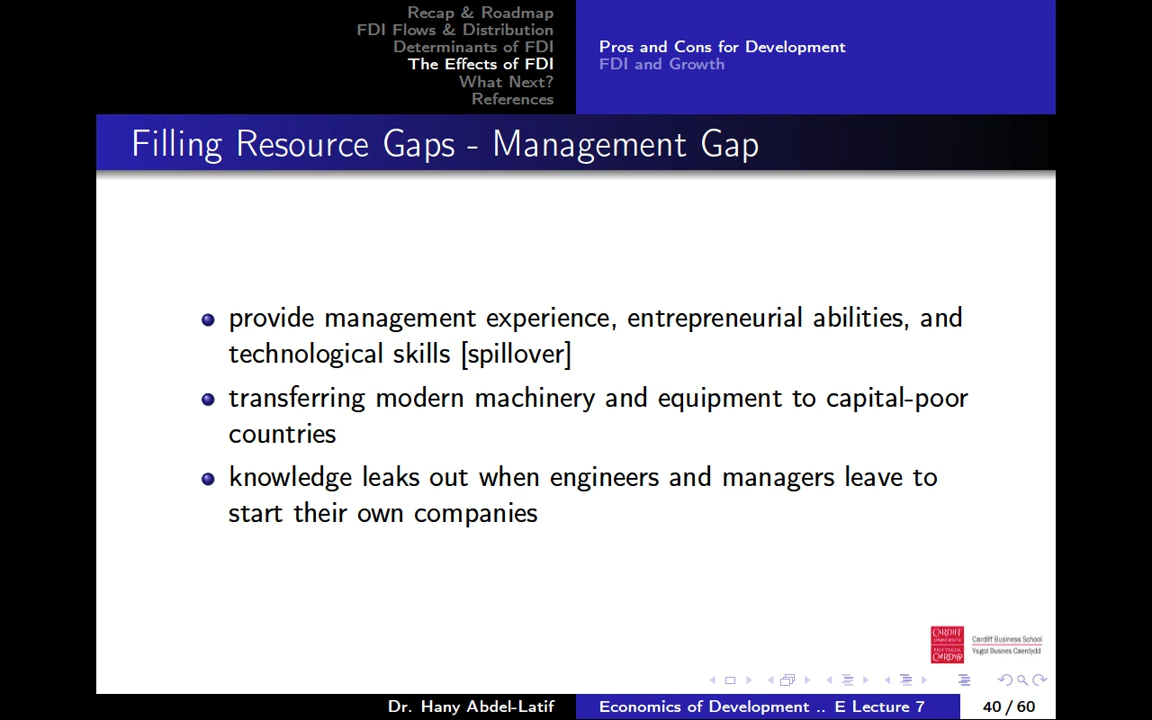 Recap & Roadmap
FDI Flows & Distribution
Determinants of FDI
The Effects of FDI
What Next?
References
Pros and Cons for Development
FDI and Growth
Filling Resource Gaps - Management Gap
provide management experience, entrepreneurial abilities, and
technological skills [spillover]
transferring modern machinery and equipment to capital-poor
countries
knowledge leaks out when engineers and managers leave to
start their own companies
CARDIFF
UNIVERSITY
PRIFYSGOL
CAERDYDD
Cardiff Business School
Ysgol Busnes Caerdydd
Dr. Hany Abdel-Latif
Economics of Development .. E Lecture 7
40 / 60